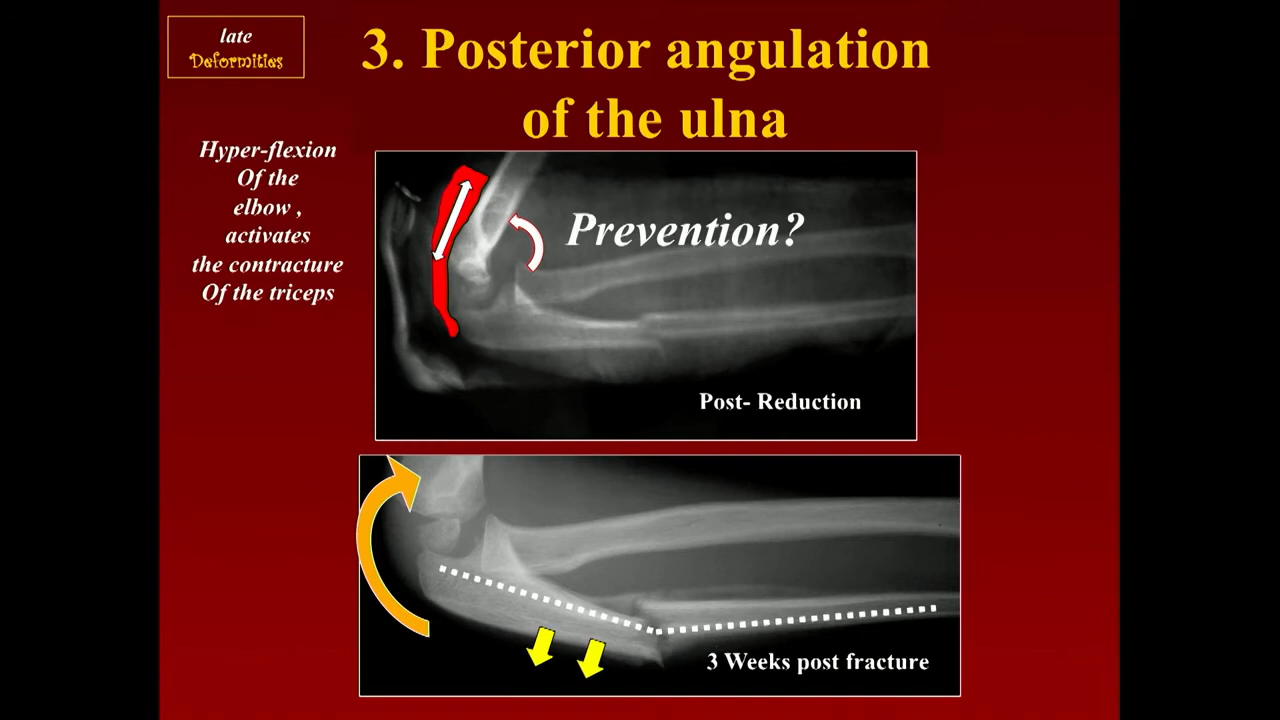 late
Deformities
3. Posterior angulation
of the ulna
Hyper-flexion
Of the
elbow ,
activates
the contracture
Of the triceps
Prevention?
Post- Reduction
3 Weeks post fracture